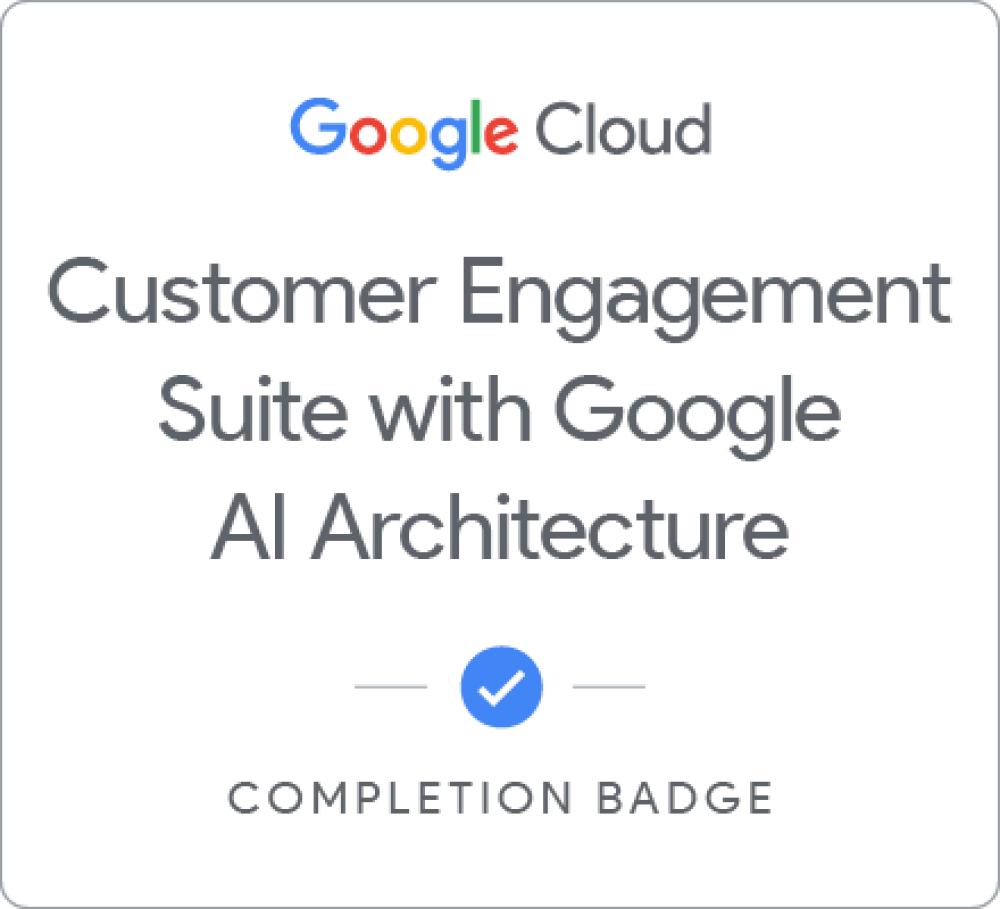 Google Cloud
Customer Engagement
Suite with Google
AI Architecture
COMPLETION BADGE